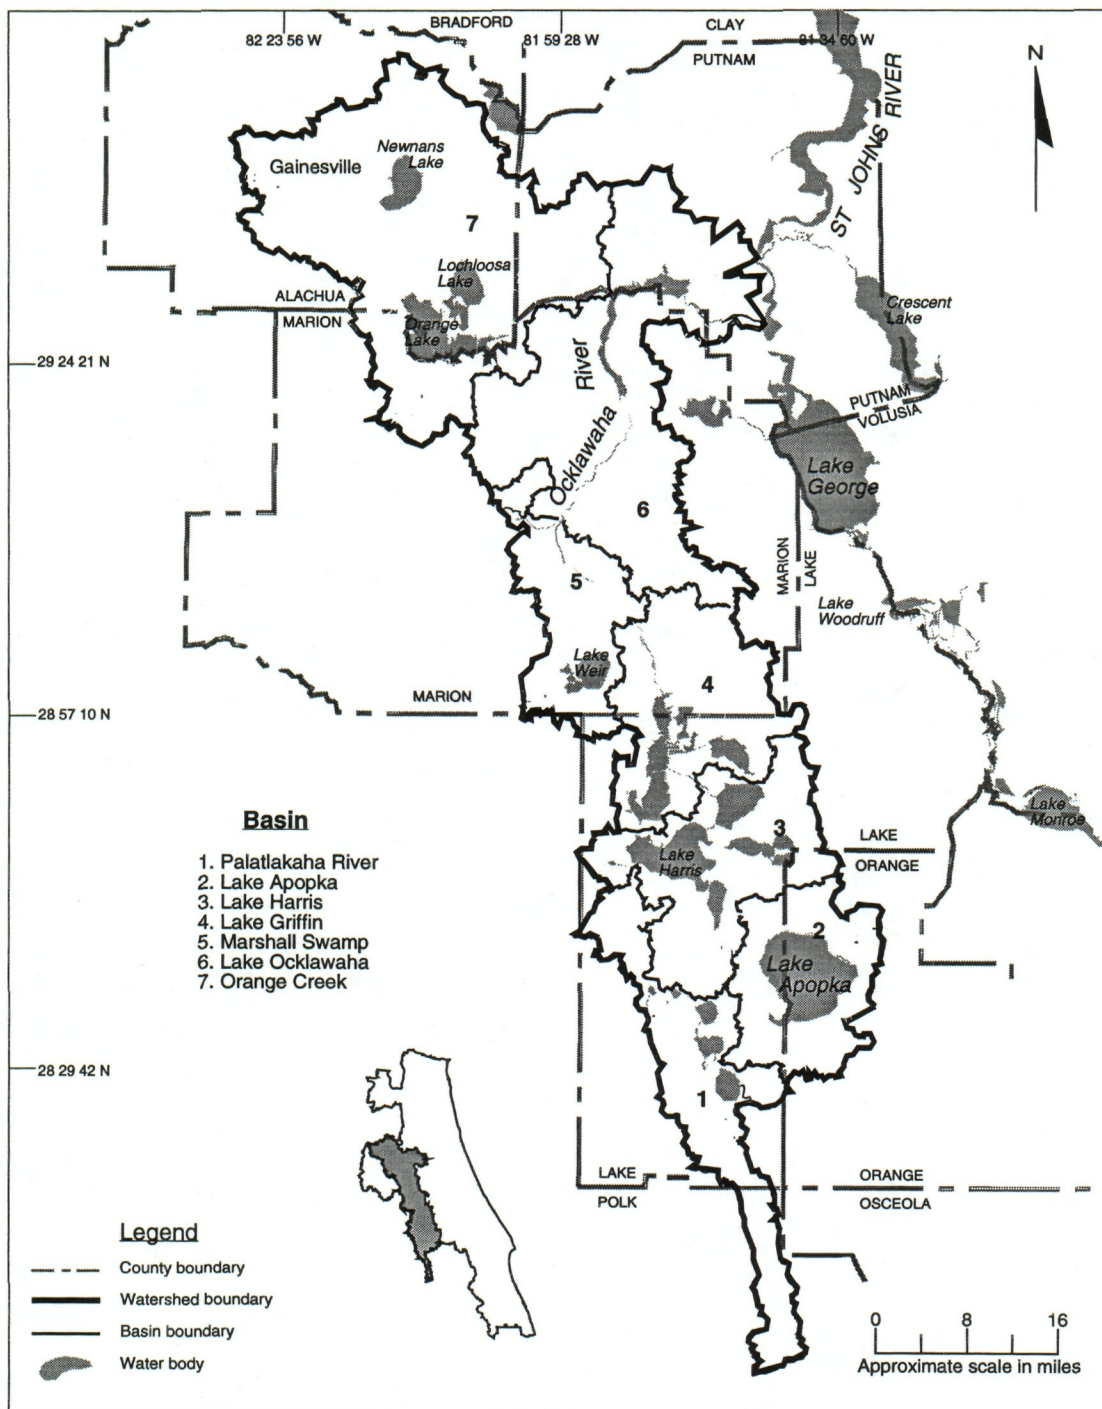 BRADFORD
CLAY
82 23 56 W
81 59 28 W
81 34 60 W
PUTNAM
N
ST JOHNS RIVER
Newnans
Lake
Gainesville
7
Lochloosa
Lake
ALACHUA
MARION
Orange
Lake
Crescent
Lake
29 24 21 N
River
Ocklawaha
PUTNAM
VOLUSIA
Lake
George
6
5
MARION
LAKE
Lake
Woodruff
Lake
Weir
4
MARION
28 57 10 N
Lake
Monroe
Basin
3
LAKE
ORANGE
Lake
Harris
1. Palatlakaha River
2. Lake Apopka
3. Lake Harris
4. Lake Griffin
5. Marshall Swamp
6. Lake Ocklawaha
7. Orange Creek
2
Lake
Apopka
28 29 42 N
1
LAKE
POLK
ORANGE
OSCEOLA
Legend
County boundary
Watershed boundary
Basin boundary
Water body
0 8 16
Approximate scale in miles